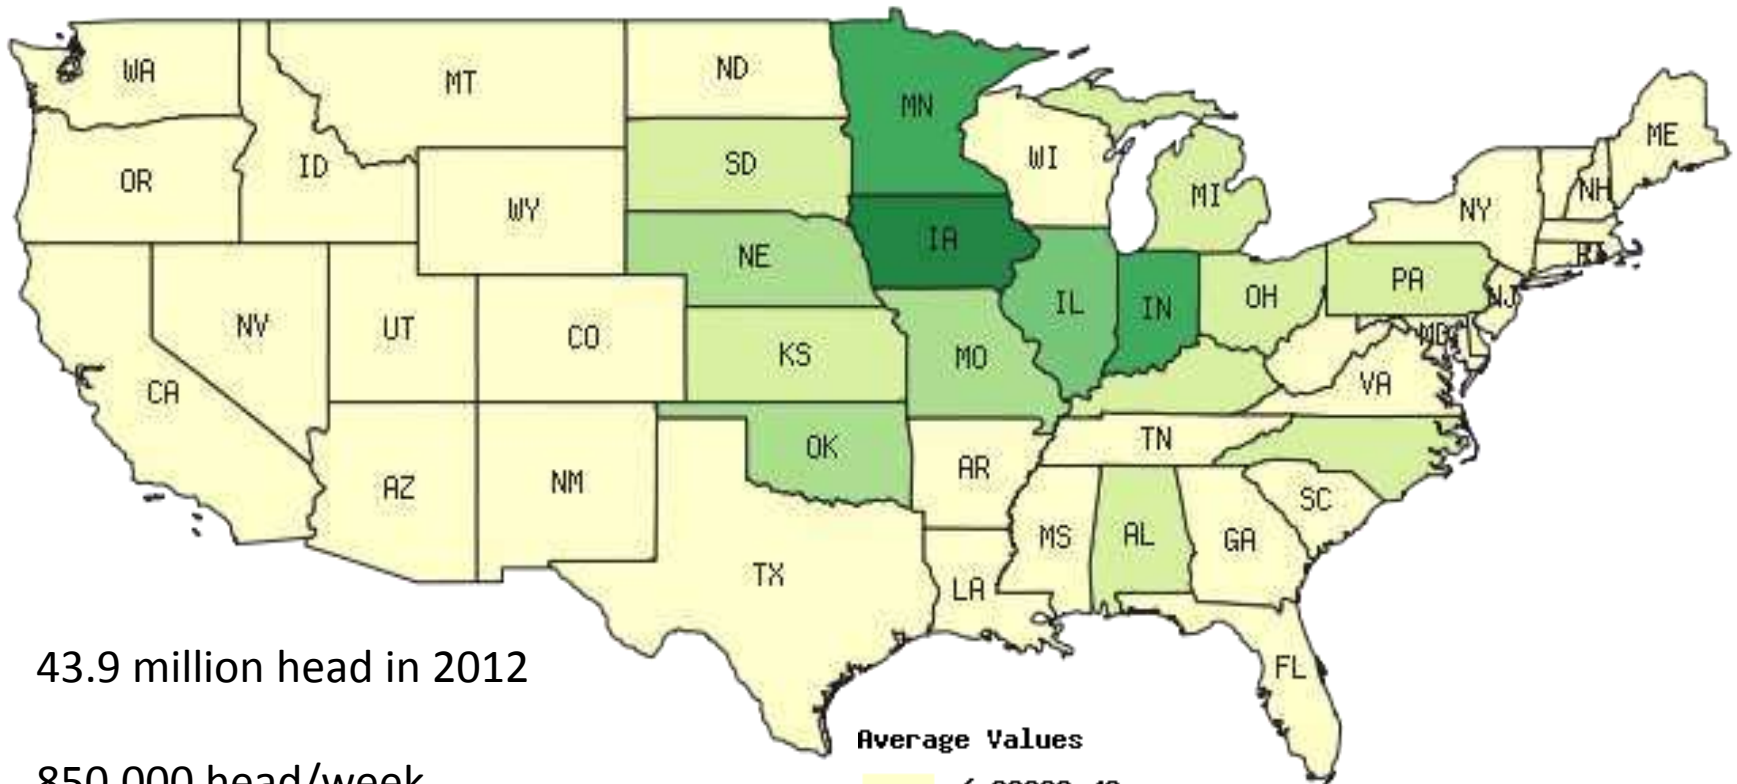 WA
MT
ND
MN
ME
OR
ID
SD
WI
MI
NH
WY
NY
NE
IA
PA
NV
UT
CO
IL
IN
OH
NJ
KS
MO
CA
VA
OK
TN
AZ
NM
AR
SC
MS
AL
GA
TX
LA
FL
43.9 million head in 2012
Average Values
850,000 head/week